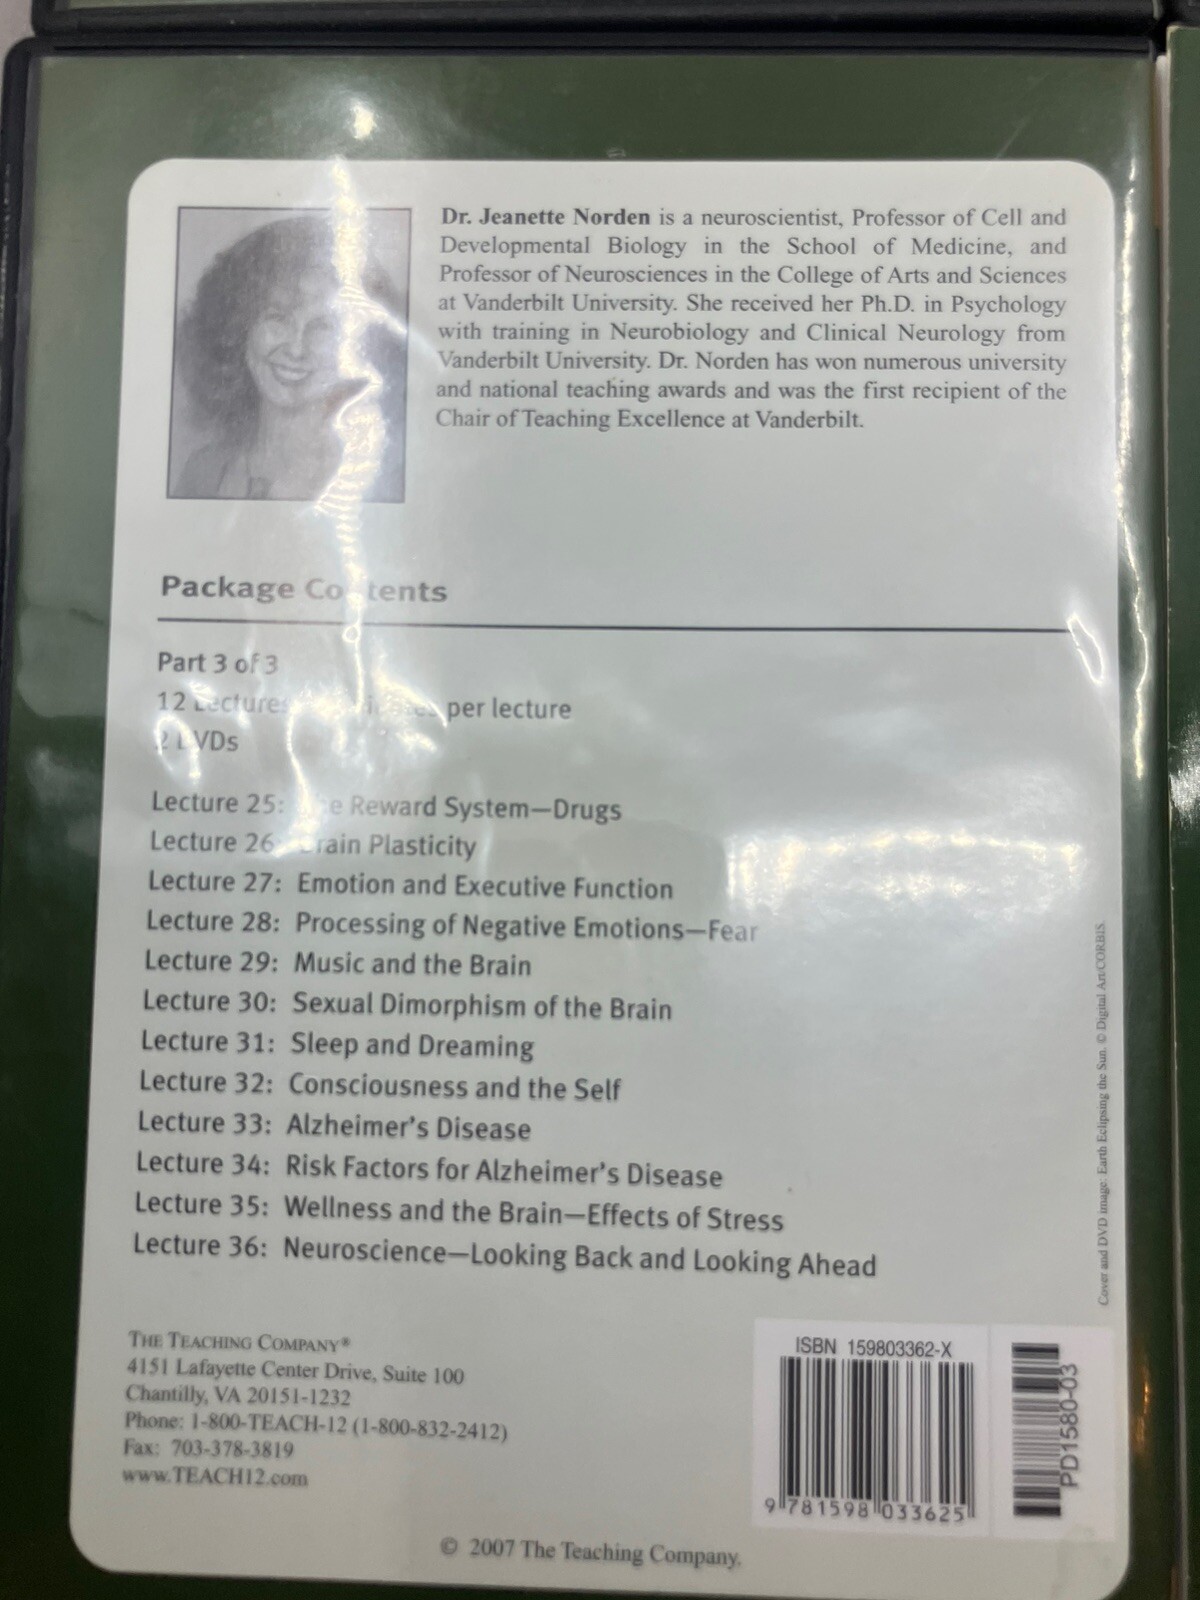 Dr. Jeanette Norden is a neuroscientist, Professor of Cell and
Developmental Biology in the School of Medicine, and
Professor of Neurosciences in the College of Arts and Sciences
at Vanderbilt University. She received her Ph.D. in Psychology
with training in Neurobiology and Clinical Neurology from
Vanderbilt University. Dr. Norden has won numerous university
and national teaching awards and was the first recipient of the
Chair of Teaching Excellence at Vanderbilt.
Package Contents
Part 3 of 3
12 Lectures per lecture
2 DVDs
Lecture 25: The Reward System—Drugs
Lecture 26 Brain Plasticity
Lecture 27: Emotion and Executive Function
Lecture 28: Processing of Negative Emotions—Fear
Lecture 29: Music and the Brain
Lecture 30: Sexual Dimorphism of the Brain
Lecture 31: Sleep and Dreaming
Lecture 32: Consciousness and the Self
Lecture 33: Alzheimer's Disease
Lecture 34: Risk Factors for Alzheimer's Disease
Lecture 35: Wellness and the Brain—Effects of Stress
Lecture 36: Neuroscience—Looking Back and Looking Ahead
Cover and DVD image: Earth Eclipsing the Sun. © Digital Art/CORBIS.
THE TEACHING COMPANY®
4151 Lafayette Center Drive, Suite 100
Chantilly, VA 20151-1232
Phone: 1-800-TEACH-12 (1-800-832-2412)
Fax: 703-378-3819
www.TEACH12.com
ISBN 159803362-X
9 781598 033625
PD1580-03
© 2007 The Teaching Company.